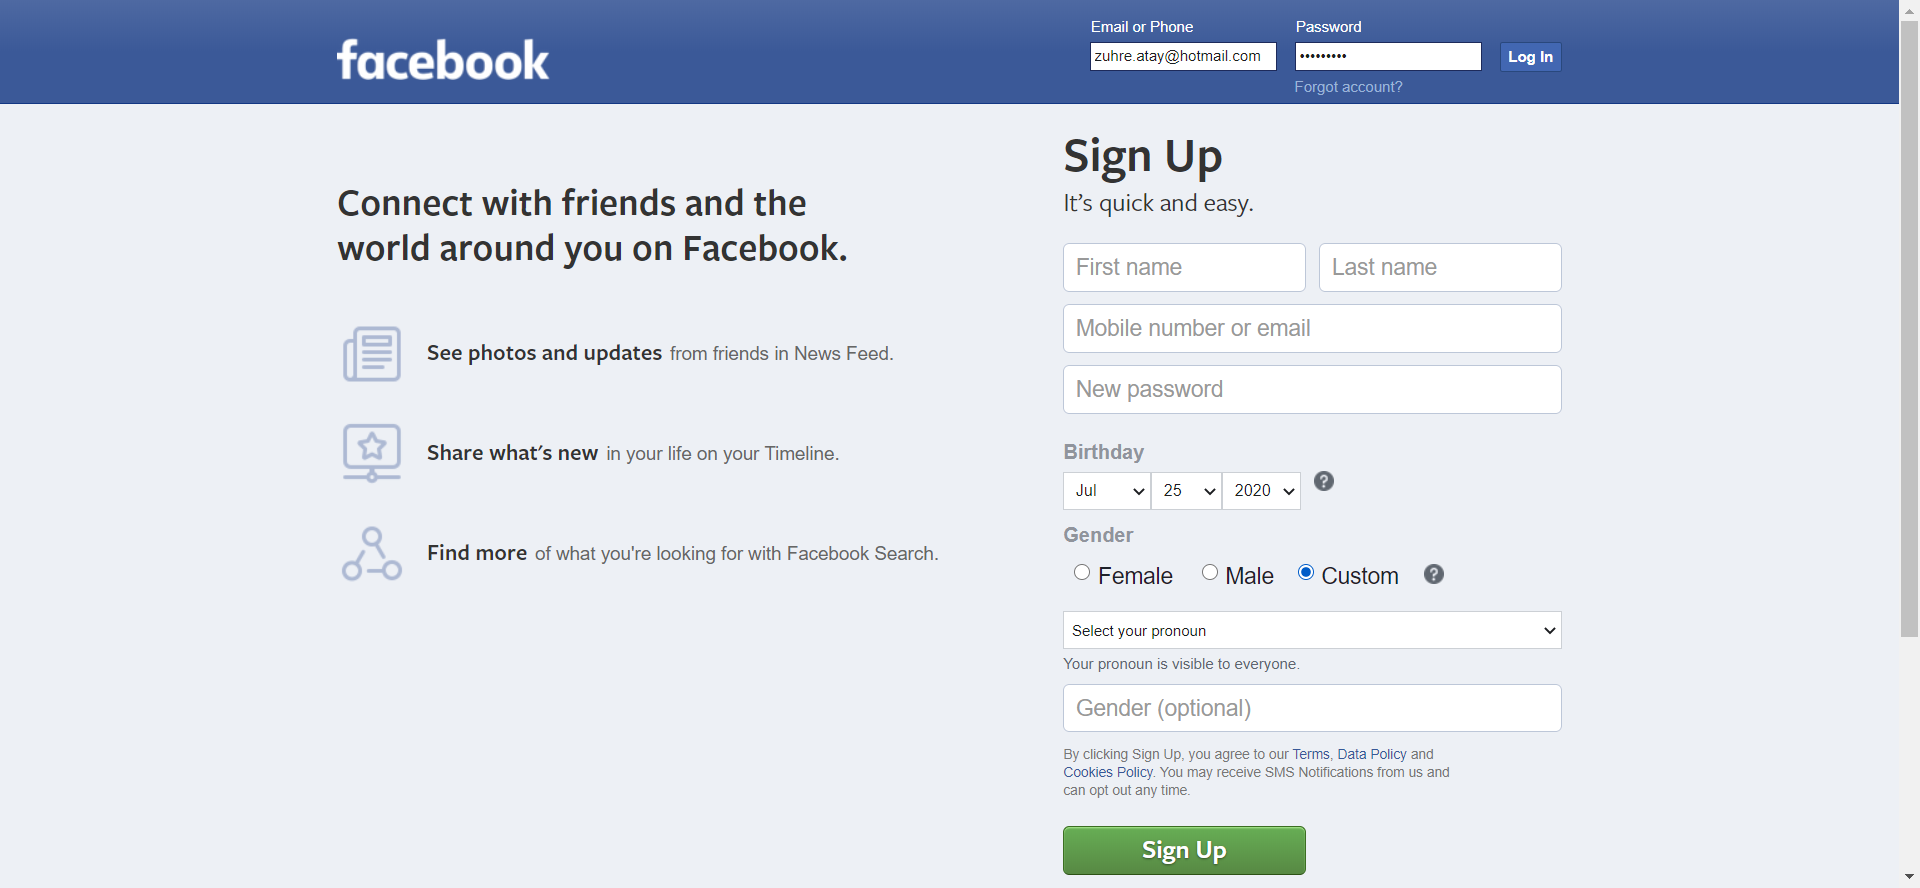 facebook
Email or Phone
Password
zuhre.atay@hotmail.com
•••••••••
Log In
Forgot account?
Connect with friends and the
world around you on Facebook.
See photos and updates from friends in News Feed.
Share what's new in your life on your Timeline.
Find more of what you're looking for with Facebook Search.
Sign Up
It's quick and easy.
First name
Last name
Mobile number or email
New password
Birthday
Jul 25 2020 ?
Gender
Female Male Custom ?
Select your pronoun
Your pronoun is visible to everyone.
Gender (optional)
By clicking Sign Up, you agree to our Terms, Data Policy and
Cookies Policy. You may receive SMS Notifications from us and
can opt out any time.
Sign Up